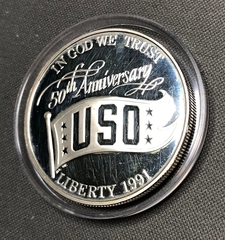 IN GOD WE TRUST
50th Anniversary
USO
LIBERTY 1991